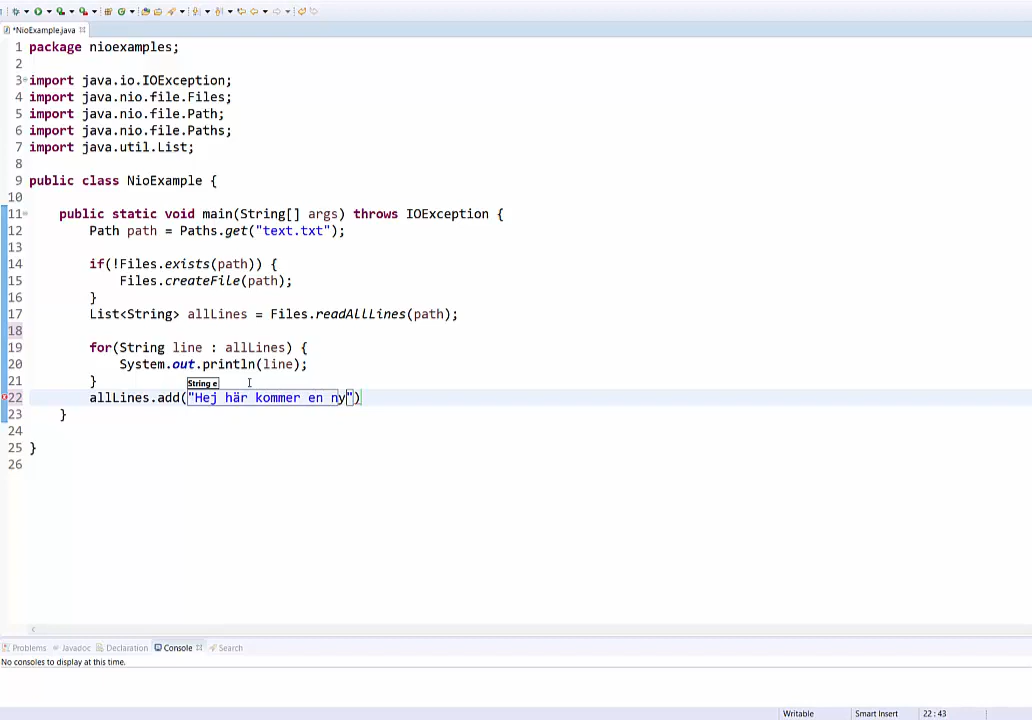 *NioExample.java
1 package nioexamples;
2
3 import java.io.IOException;
4 import java.nio.file.Files;
5 import java.nio.file.Path;
6 import java.nio.file.Paths;
7 import java.util.List;
8
9 public class NioExample {
10
11     public static void main(String[] args) throws IOException {
12         Path path = Paths.get("text.txt");
13
14         if(!Files.exists(path)) {
15             Files.createFile(path);
16         }
17         List<String> allLines = Files.readAllLines(path);
18
19         for(String line : allLines) {
20             System.out.println(line);
21         }
String e
22         allLines.add("Hej här kommer en ny")
23     }
24
25 }
26
Problems Javadoc Declaration Console Search
No consoles to display at this time.
Writable Smart Insert 22 : 43